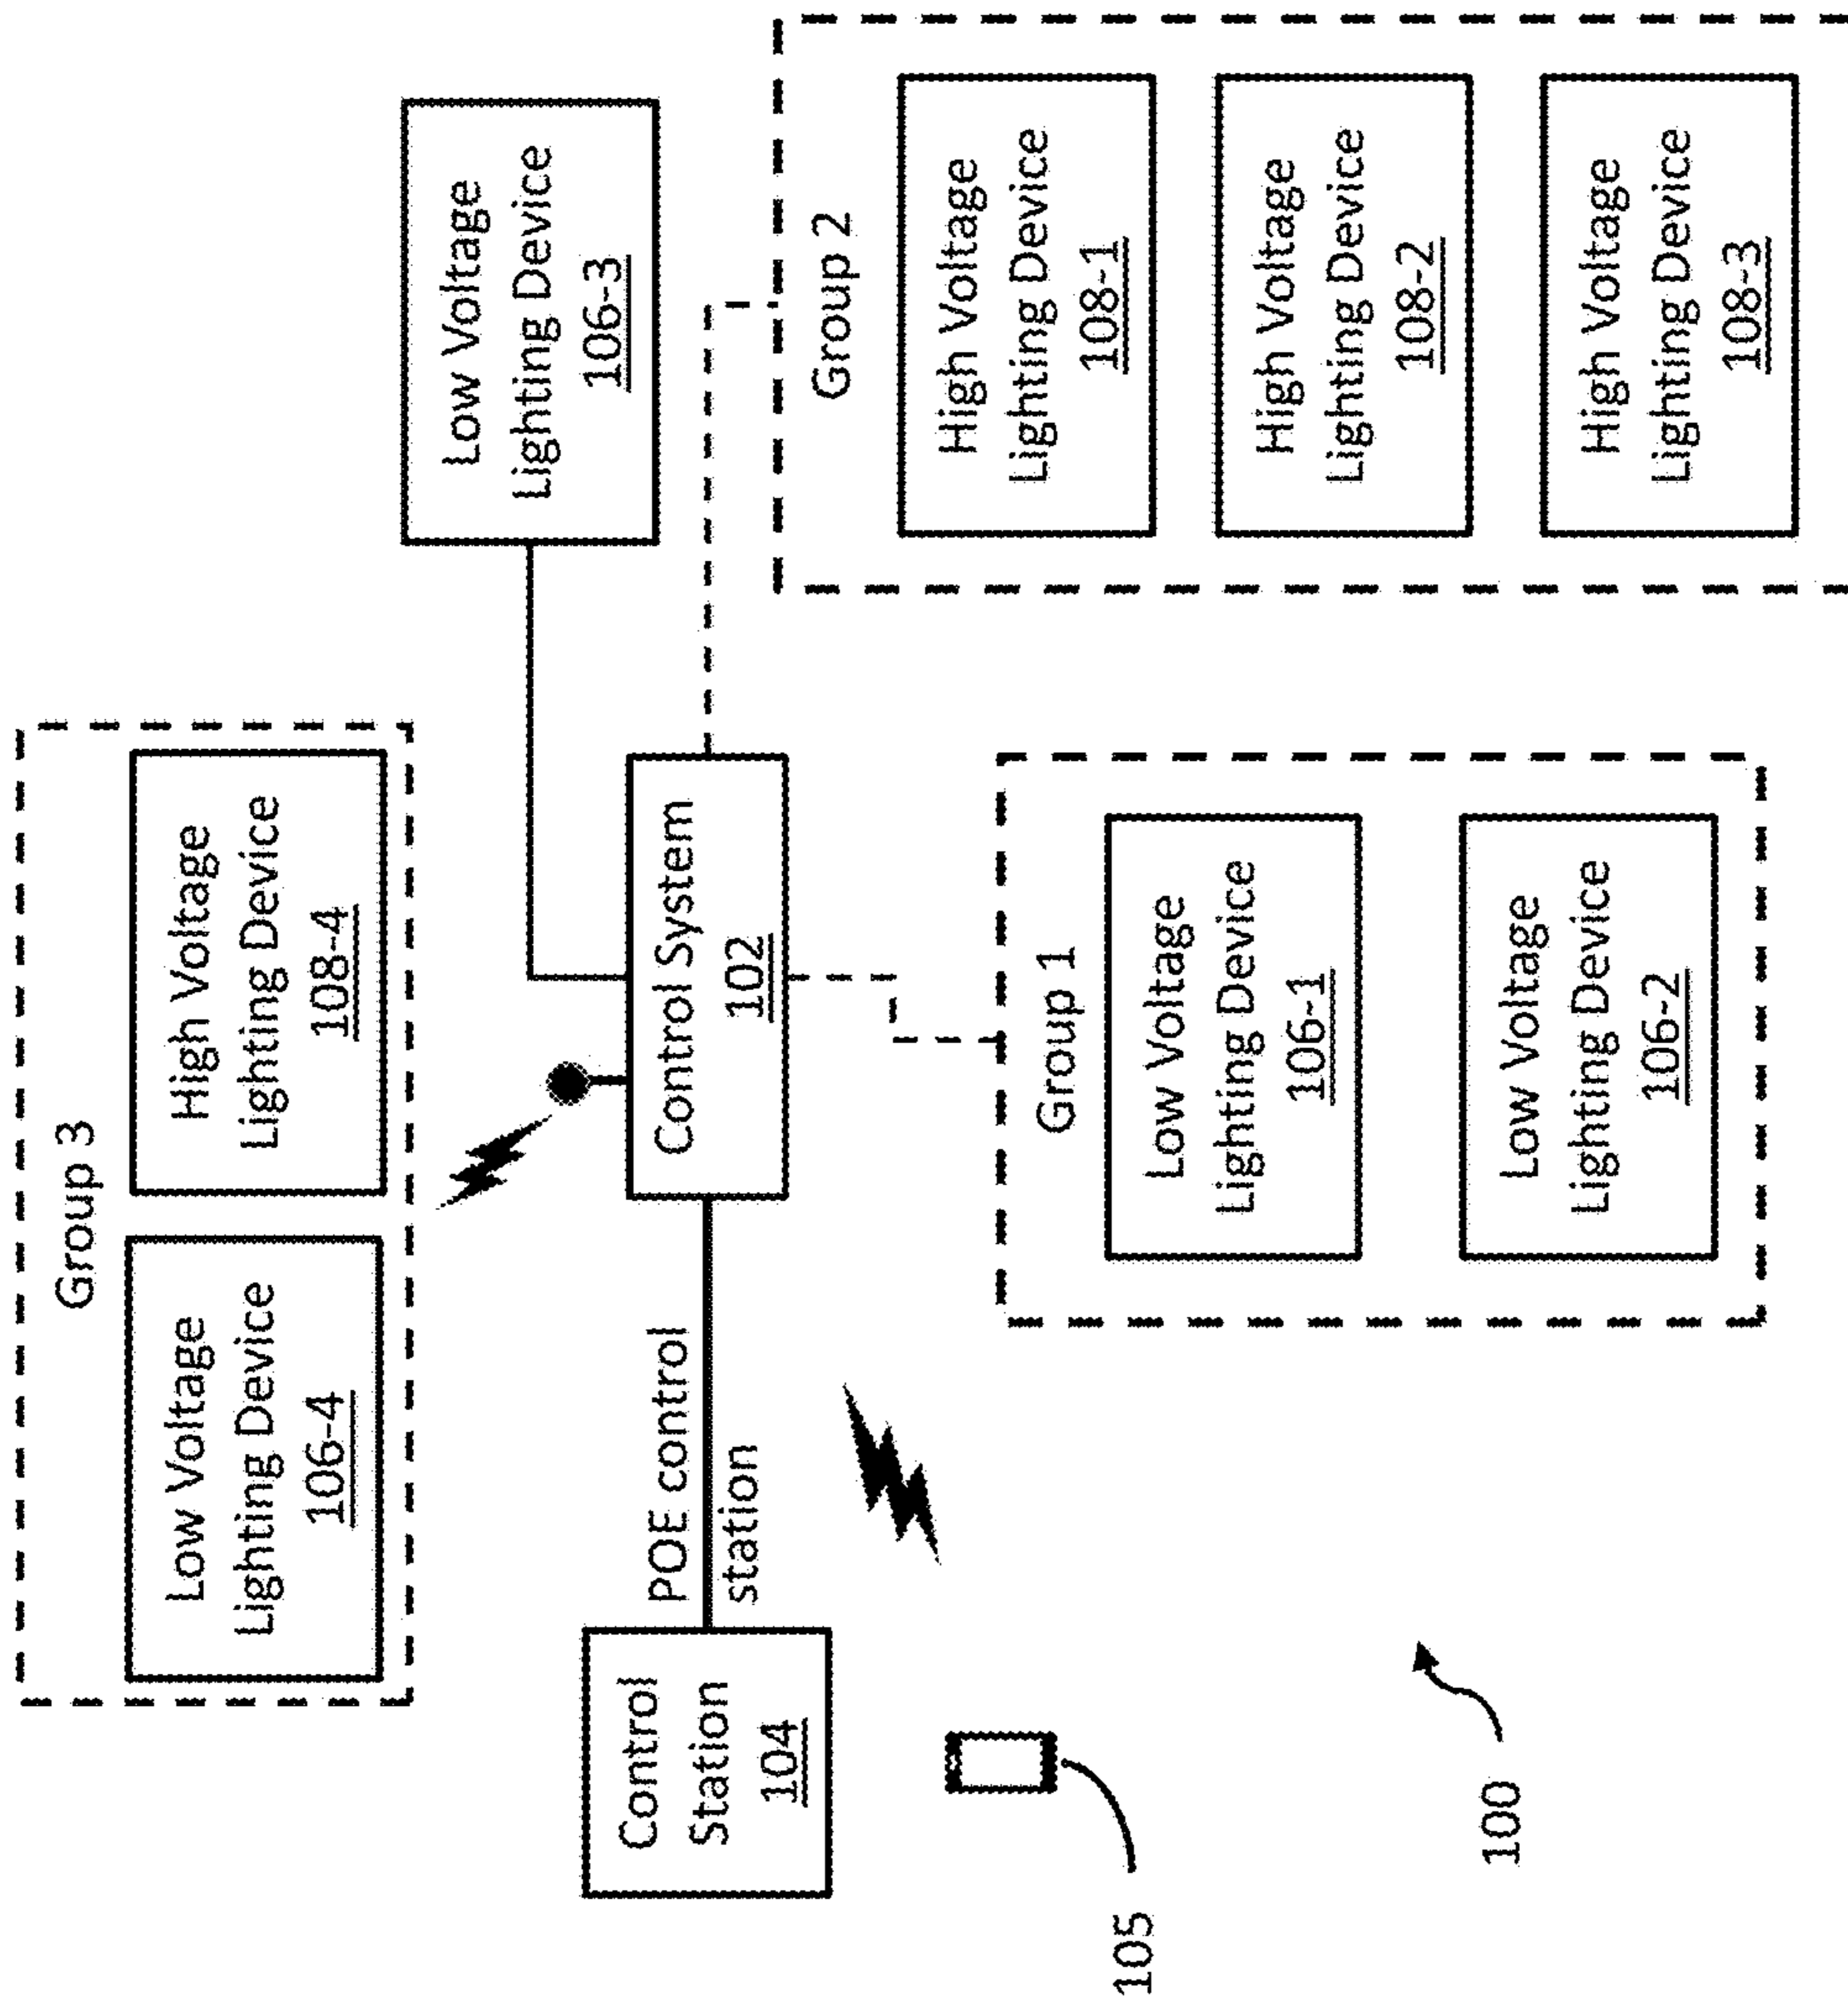 Group 3
Low Voltage
Lighting Device
106-4
High Voltage
Lighting Device
108-4
Low Voltage
Lighting Device
106-3
Control
Station
104
POE control
station
Control System
102
Group 2
High Voltage
Lighting Device
108-1
High Voltage
Lighting Device
108-2
High Voltage
Lighting Device
108-3
Group 1
Low Voltage
Lighting Device
106-1
Low Voltage
Lighting Device
106-2
105
100